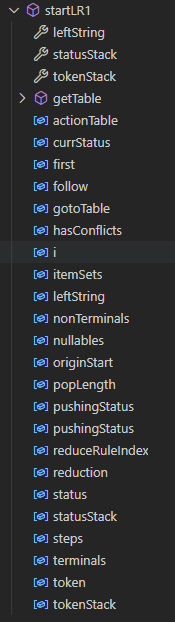 startLR1
leftString
statusStack
tokenStack
getTable
actionTable
currStatus
first
follow
gotoTable
hasConflicts
i
itemSets
leftString
nonTerminals
nullables
originStart
popLength
pushingStatus
pushingStatus
reduceRuleIndex
reduction
status
statusStack
steps
terminals
token
tokenStack